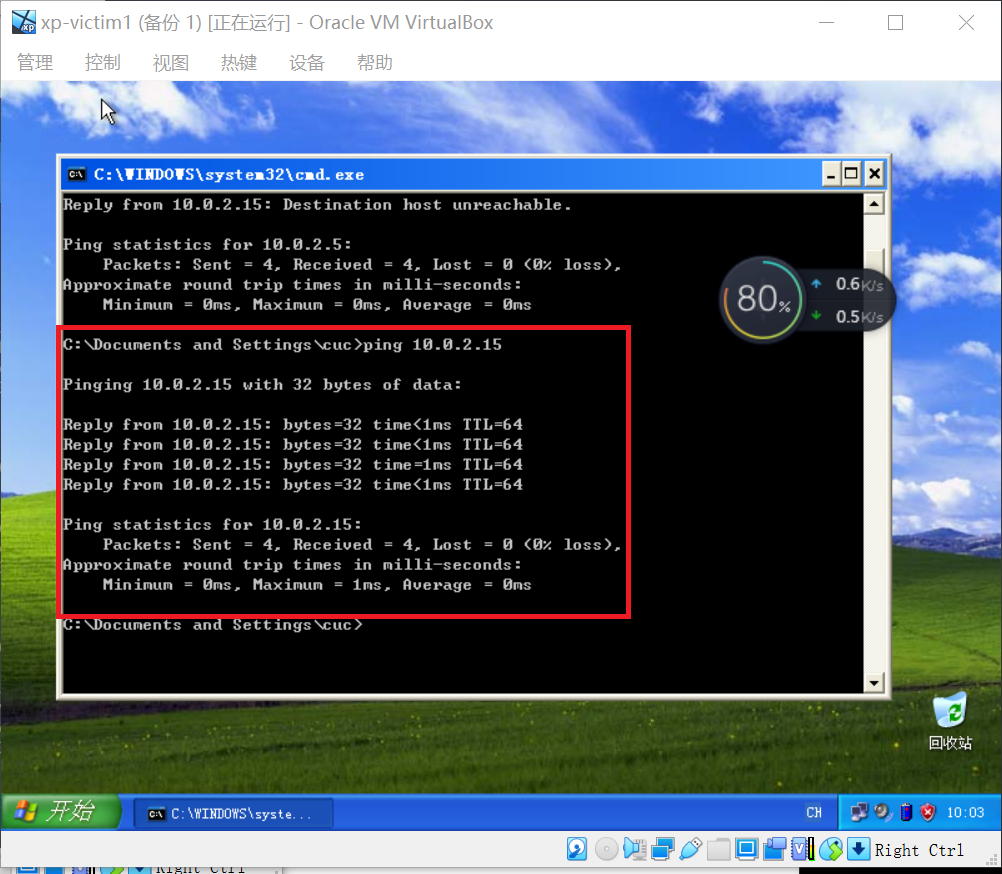 xp-victim1 (备份 1) [正在运行] - Oracle VM VirtualBox
管理 控制 视图 热键 设备 帮助
C:\WINDOWS\system32\cmd.exe
Reply from 10.0.2.15: Destination host unreachable.
Ping statistics for 10.0.2.5:
Packets: Sent = 4, Received = 4, Lost = 0 (0% loss),
Approximate round trip times in milli-seconds:
Minimum = 0ms, Maximum = 0ms, Average = 0ms
80%
0.6K/s
0.5K/s
C:\Documents and Settings\cuc>ping 10.0.2.15
Pinging 10.0.2.15 with 32 bytes of data:
Reply from 10.0.2.15: bytes=32 time<1ms TTL=64
Reply from 10.0.2.15: bytes=32 time<1ms TTL=64
Reply from 10.0.2.15: bytes=32 time=1ms TTL=64
Reply from 10.0.2.15: bytes=32 time<1ms TTL=64
Ping statistics for 10.0.2.15:
Packets: Sent = 4, Received = 4, Lost = 0 (0% loss),
Approximate round trip times in milli-seconds:
Minimum = 0ms, Maximum = 1ms, Average = 0ms
C:\Documents and Settings\cuc>
回收站
开始 C:\WINDOWS\syste... CH 10:03
Right Ctrl
Right Ctrl